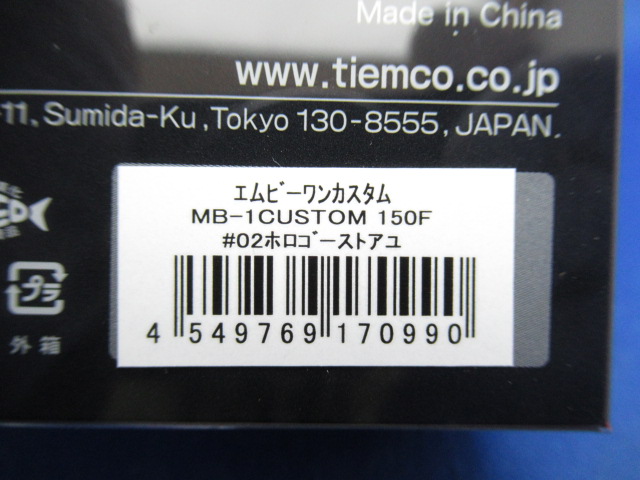 Made in China
www.tiemco.co.jp
-11, Sumida-Ku, Tokyo 130-8555, JAPAN.
エムビーワンカスタム
MB-1CUSTOM 150F
#02ホロゴーストアユ
4 549769 170990
プラ
外箱